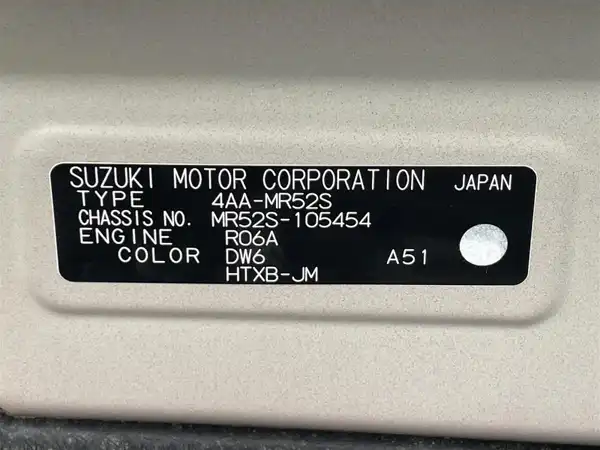 SUZUKI MOTOR CORPORATION JAPAN
TYPE 4AA-MR52S
CHASSIS NO. MR52S-105454
ENGINE R06A
COLOR DW6 A51
HTXB-JM